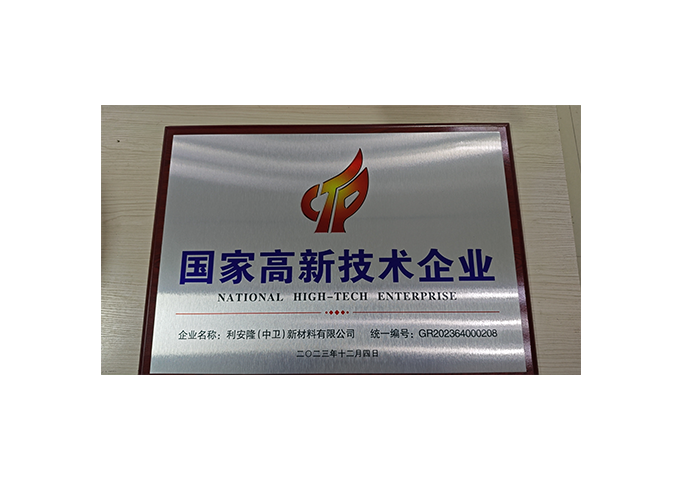 CTP
国家高新技术企业
NATIONAL HIGH-TECH ENTERPRISE
企业名称：利安隆（中卫）新材料有限公司 统一编号：GR202364000208
二〇二三年十二月四日